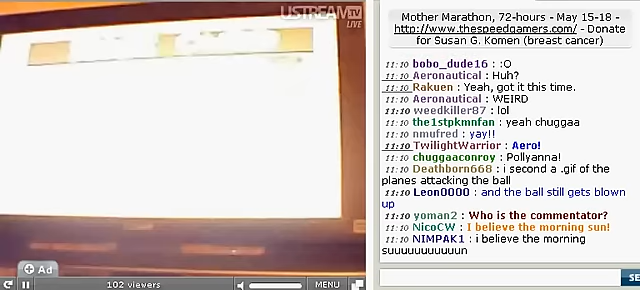 USTREAM TV
LIVE
Ad
102 viewers
MENU
Mother Marathon, 72-hours - May 15-18 -
http://www.thespeedgamers.com/ - Donate
for Susan G. Komen (breast cancer)
11:10 bobo_dude16 : :O
11:10 Aeronautical : Huh?
11:10 Rakuen : Yeah, got it this time.
11:10 Aeronautical : WEIRD
11:10 weedkiller87 : lol
11:10 the1stpkmnfan : yeah chuggaa
11:10 nmufred : yay!!
11:10 TwilightWarrior : Aero!
11:10 chuggaaconroy : Pollyanna!
11:10 Deathborn668 : i second a .gif of the
planes attacking the ball
11:10 Leon0000 : and the ball still gets blown
up
11:10 yoman2 : Who is the commentator?
11:10 NicoCW : I believe the morning sun!
11:10 NIMPAK1 : i believe the morning
suuuuuuuuuuun
SE